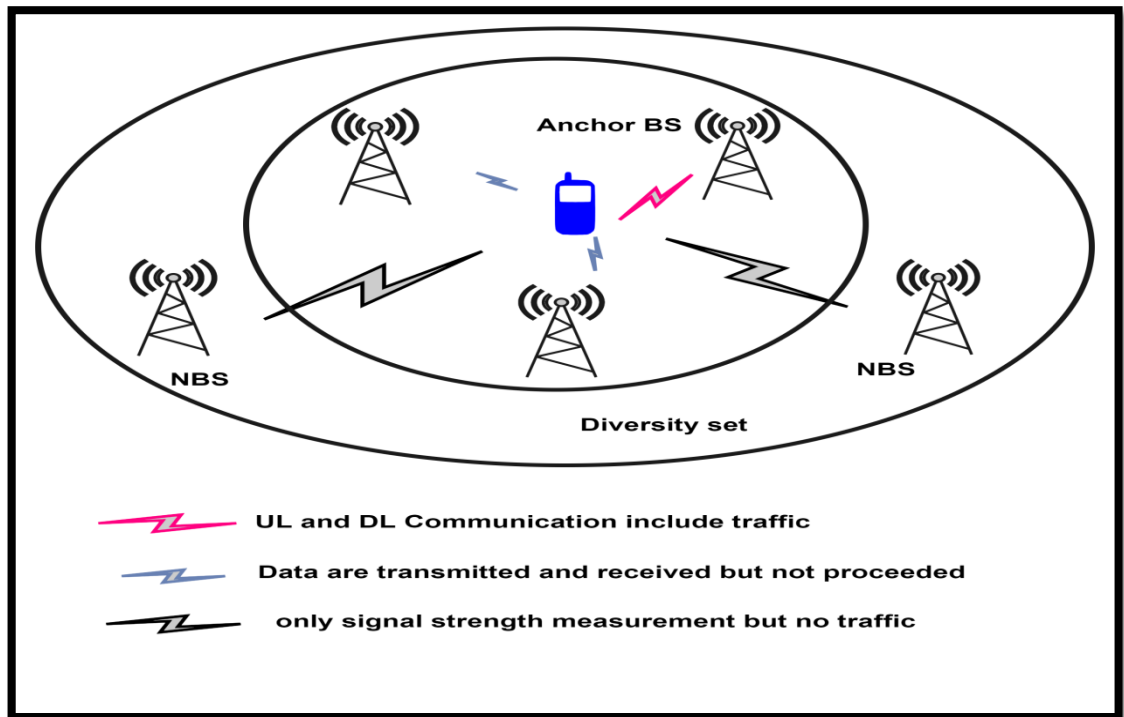 Anchor BS
NBS
NBS
Diversity set
UL and DL Communication include traffic
Data are transmitted and received but not proceeded
only signal strength measurement but no traffic